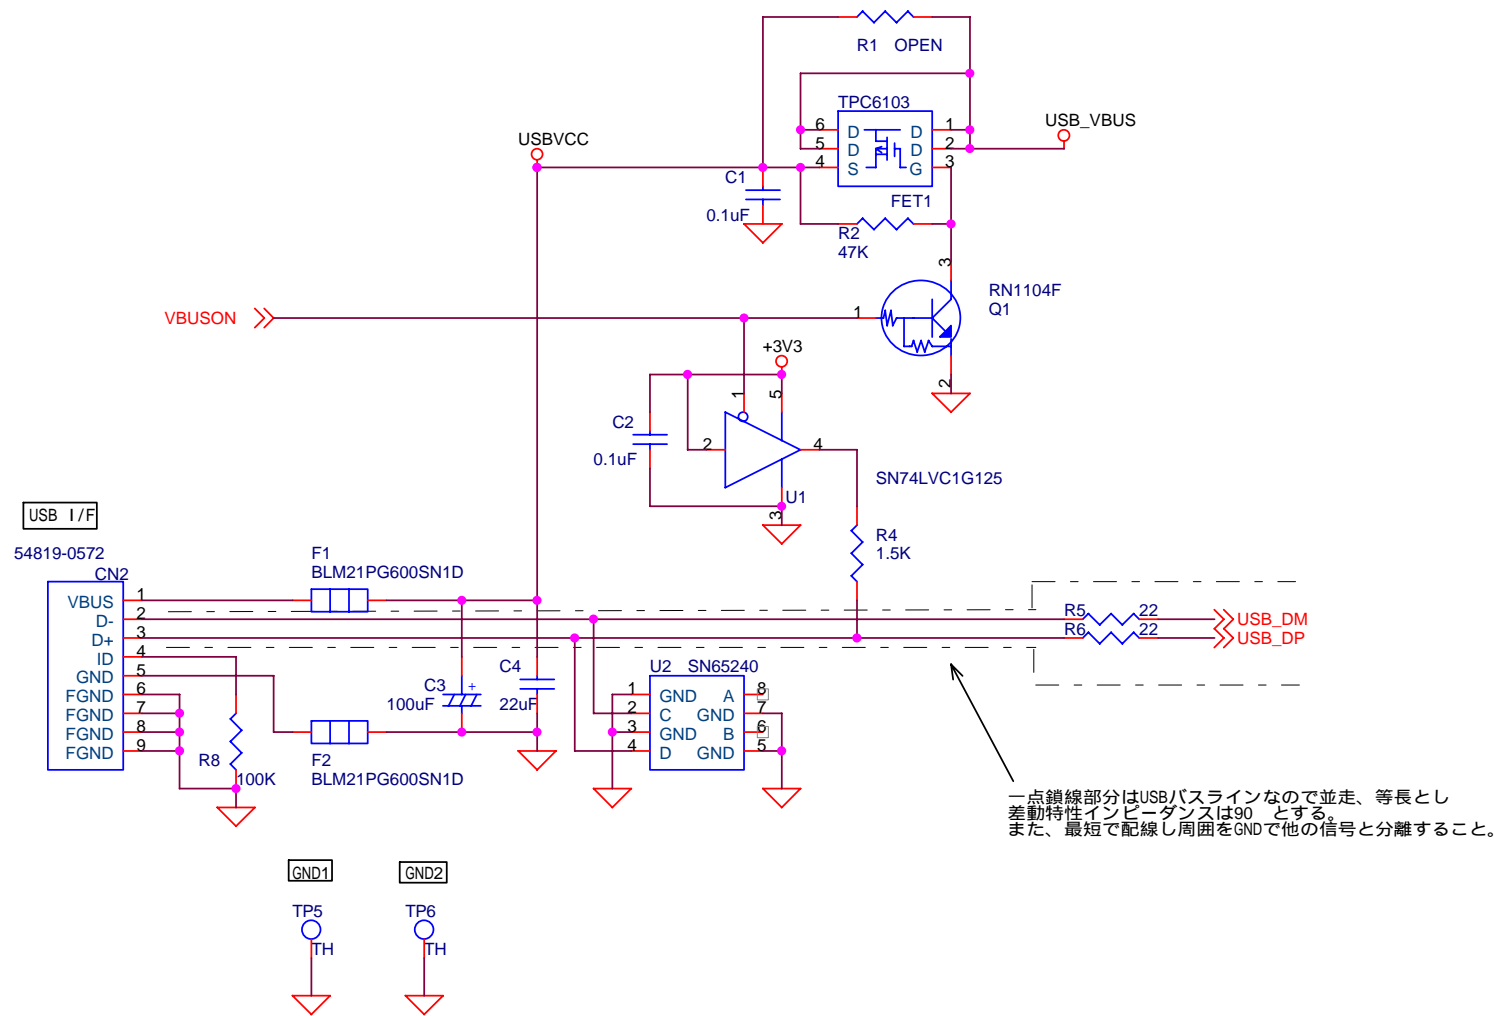 R1 OPEN
TPC6103
6 D D 1
5 D D 2
4 S G 3
FET1
USB_VBUS
USBVCC
C1
0.1uF
R2
47K
3
RN1104F
Q1
1
2
VBUSON
+3V3
1
5
C2
0.1uF
2
4
U1
3
SN74LVC1G125
R4
1.5K
USB I/F
54819-0572
CN2
VBUS 1
D- 2
D+ 3
ID 4
GND 5
FGND 6
FGND 7
FGND 8
FGND 9
F1
BLM21PG600SN1D
R5 22 USB_DM
R6 22 USB_DP
C3 +
100uF
C4
22uF
R8
100K
F2
BLM21PG600SN1D
U2 SN65240
1 GND A 8
2 C GND 7
3 GND B 6
4 D GND 5
一点鎖線部分はUSBバスラインなので並走、等長とし
差動特性インピーダンスは90 とする。
また、最短で配線し周囲をGNDで他の信号と分離すること。
GND1
TP5
TH
GND2
TP6
TH